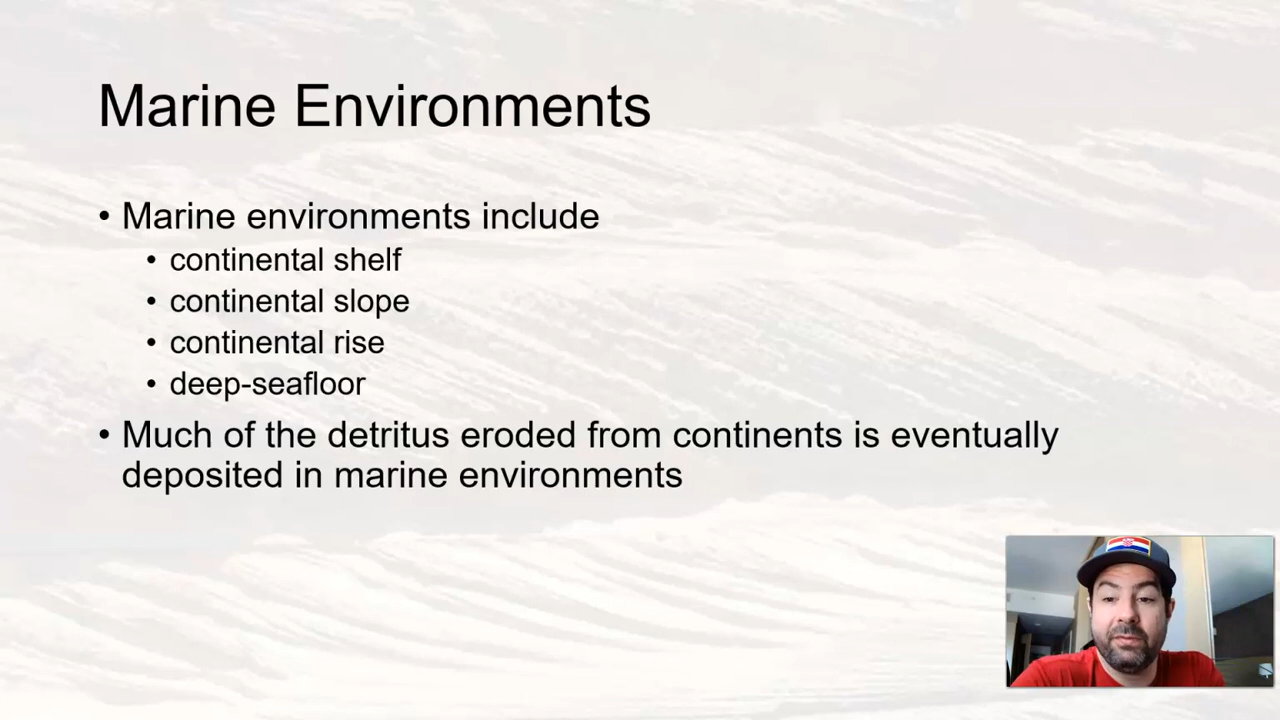 Marine Environments
• Marine environments include
• continental shelf
• continental slope
• continental rise
• deep-seafloor
• Much of the detritus eroded from continents is eventually
deposited in marine environments